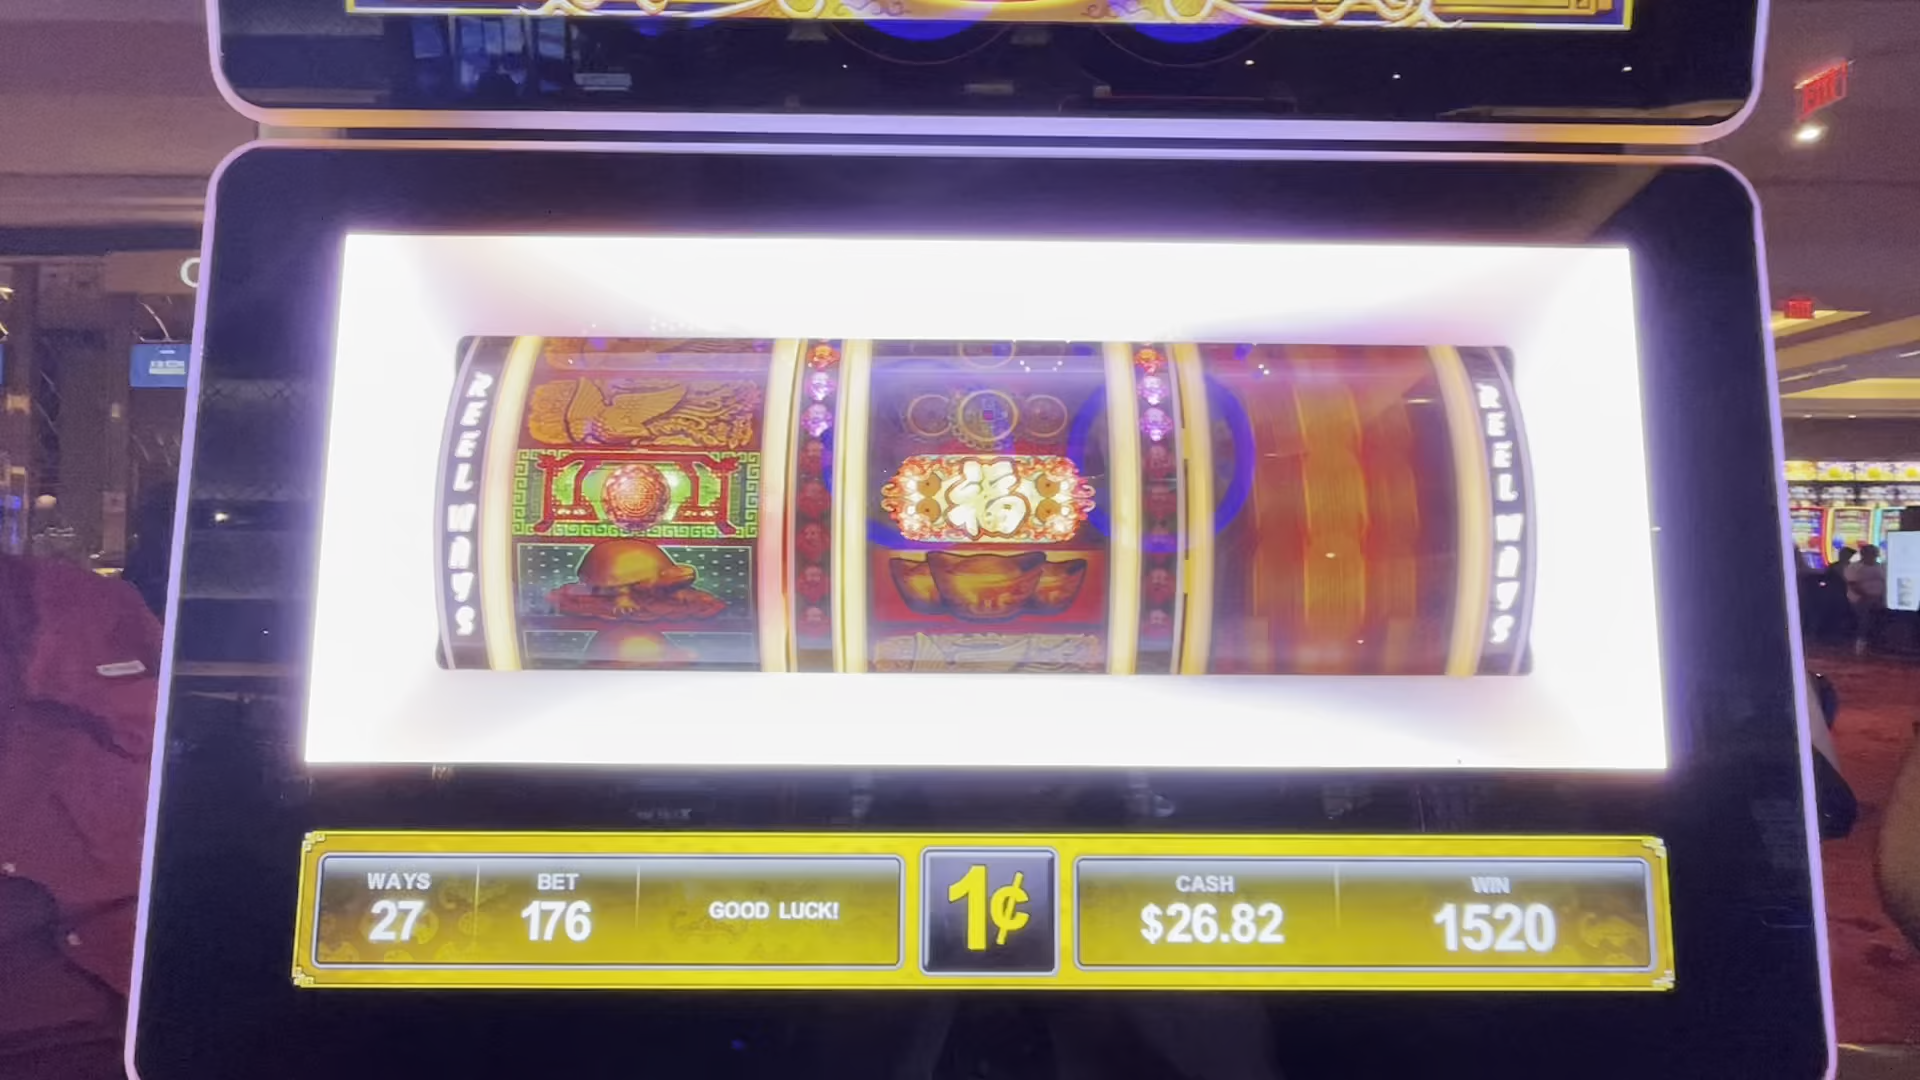 EXIT
C
REEL WAYS
福
REEL WAYS
WAYS
27
BET
176
GOOD LUCK!
1¢
CASH
$26.82
WIN
1520